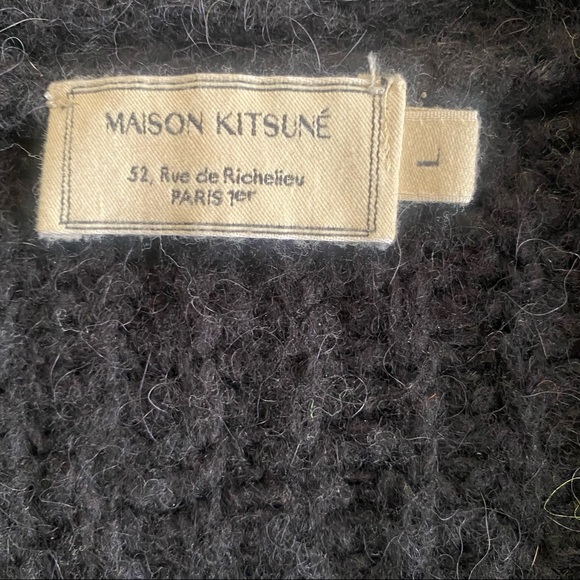 MAISON KITSUNÉ
52, Rue de Richelieu
PARIS 1er
L